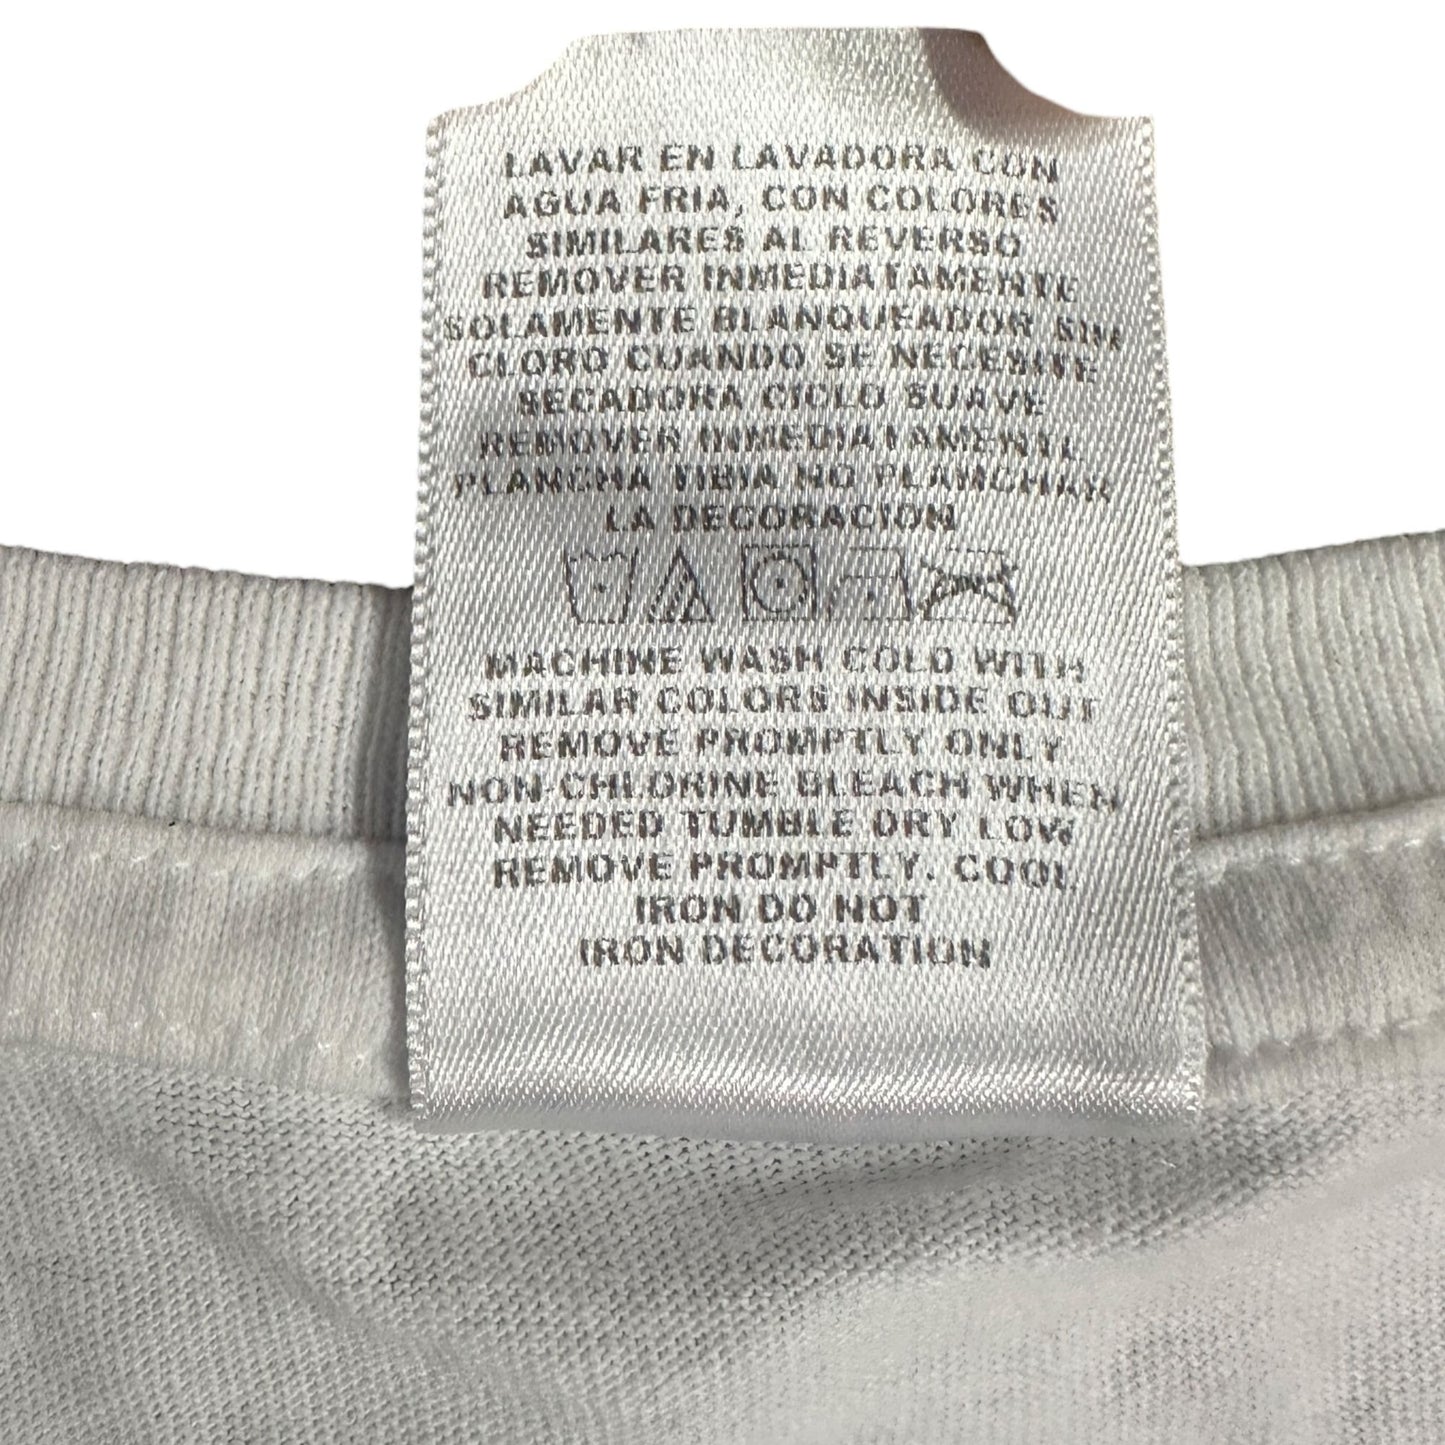 LAVAR EN LAVADORA CON
AGUA FRIA, CON COLORES
SIMILARES AL REVERSO
REMOVER INMEDIATAMENTE
SOLAMENTE BLANQUEADOR SIN
CLORO CUANDO SE NECESITE
SECADORA CICLO SUAVE
REMOVER INMEDIATAMENTE
PLANCHA TIBIA NO PLANCHAR
LA DECORACION
MACHINE WASH COLD WITH
SIMILAR COLORS INSIDE OUT
REMOVE PROMPTLY ONLY
NON-CHLORINE BLEACH WHEN
NEEDED TUMBLE DRY LOW
REMOVE PROMPTLY. COOL
IRON DO NOT
IRON DECORATION